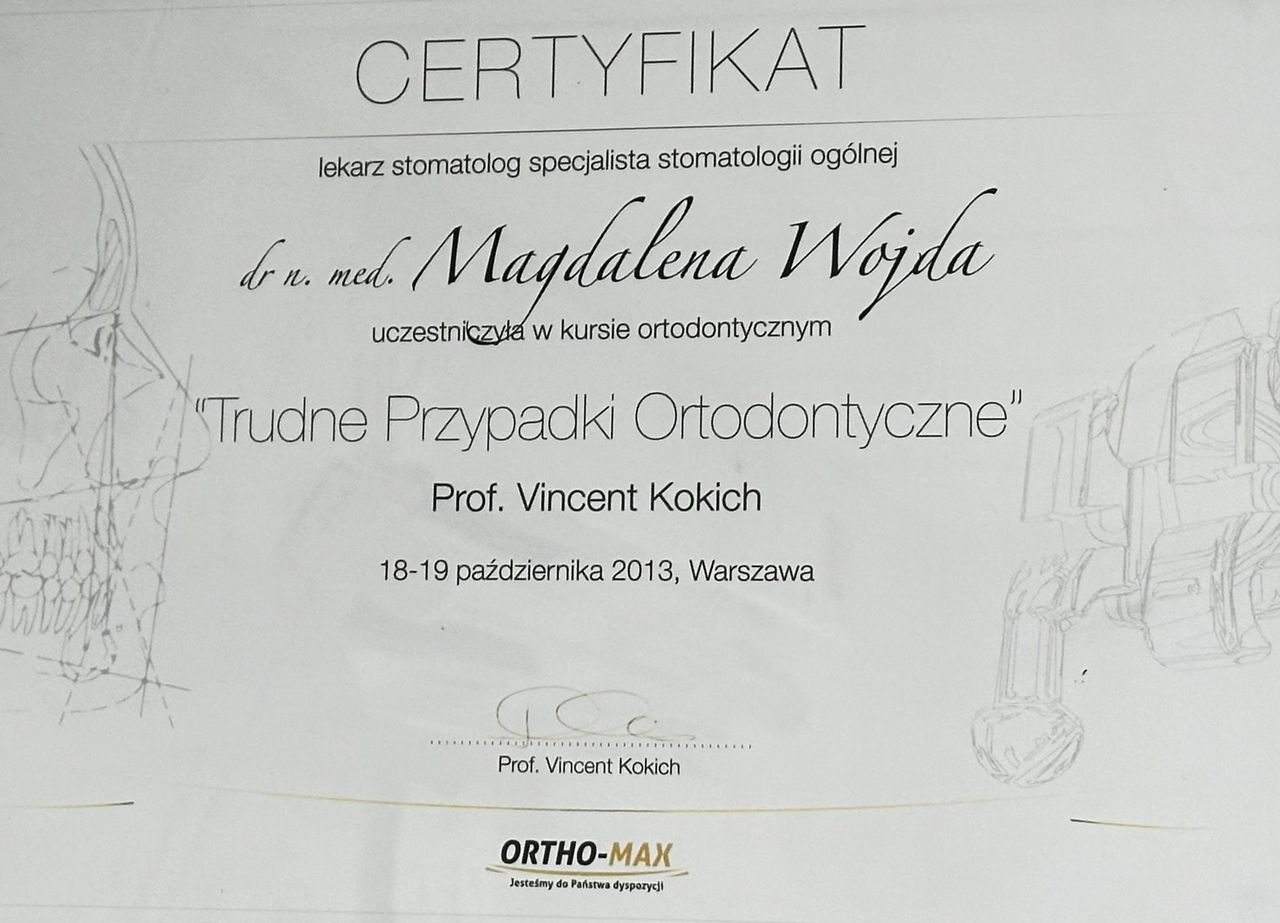 CERTYFIKAT
lekarz stomatolog specjalista stomatologii ogólnej
dr n. med. Magdalena Wojda
uczestniczyła w kursie ortodontycznym
"Trudne Przypadki Ortodontyczne"
Prof. Vincent Kokich
18-19 października 2013, Warszawa
Prof. Vincent Kokich
ORTHO-MAX
Jesteśmy do Państwa dyspozycji